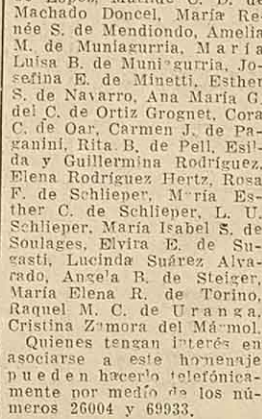 de López, Matilde C. D. de
Machado Doncel, María Re-
née S. de Mendiondo, Amelia
M. de Muniagurria, María
Luisa B. de Muniagurria, Jo-
sefina E. de Minetti, Esther
S. de Navarro, Ana María G.
del C. de Ortiz Grognet, Cora
C. de Oar, Carmen J. de Pa-
ganini, Rita B. de Pell, Esil-
da y Guillermina Rodríguez,
Elena Rodríguez Hertz, Rosa
F. de Schlieper, María Es-
ther C. de Schlieper, L. U.
Schlieper, María Isabel S. de
Soulages, Elvira E. de Su-
gasti, Lucinda Suárez Alva-
rado, Angela B. de Steiger,
María Elena R. de Torino,
Raquel M. C. de Uranga,
Cristina Zamora del Mármol.
Quienes tengan interés en
asociarse a este homenaje
pueden hacerlo telefónica-
mente por medio de los nú-
meros 26004 y 69933.